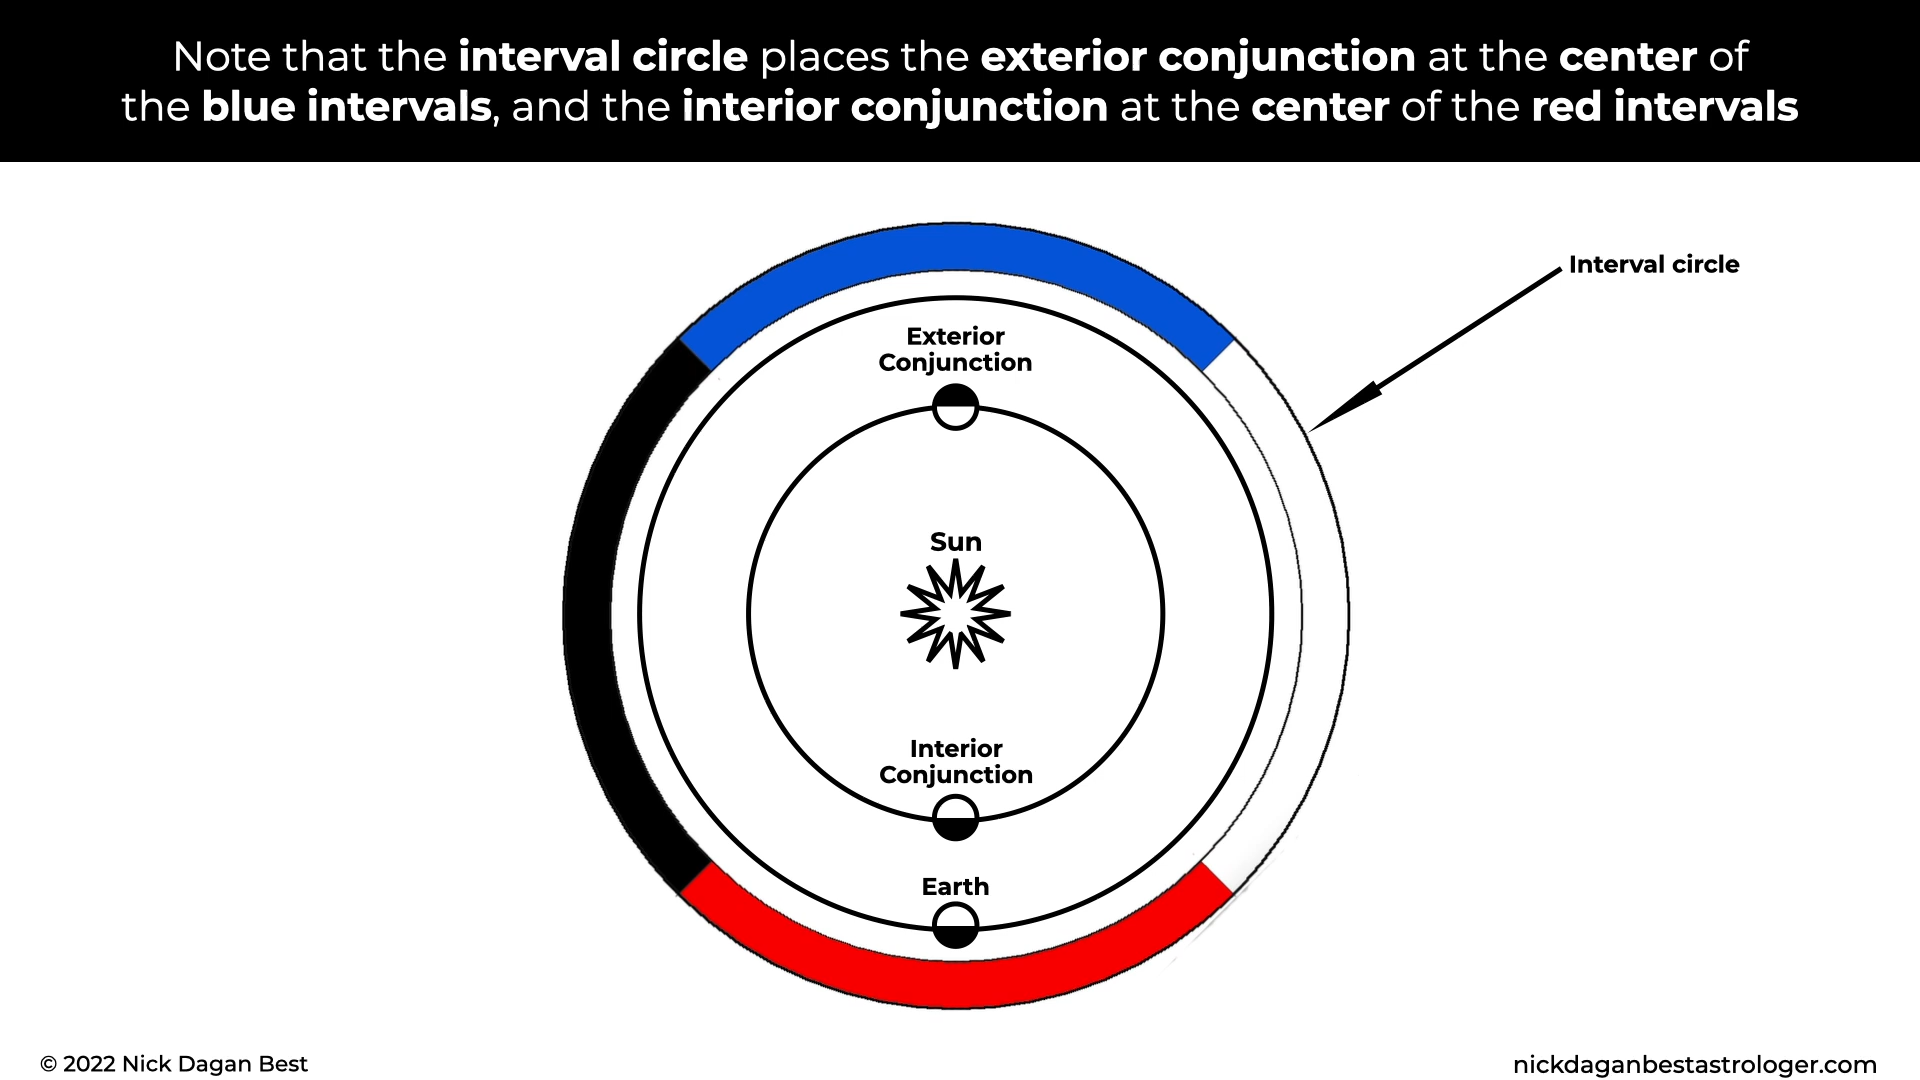 Note that the interval circle places the exterior conjunction at the center of
the blue intervals, and the interior conjunction at the center of the red intervals
Interval circle
Exterior
Conjunction
Sun
Interior
Conjunction
Earth
© 2022 Nick Dagan Best
nickdaganbestastrologer.com